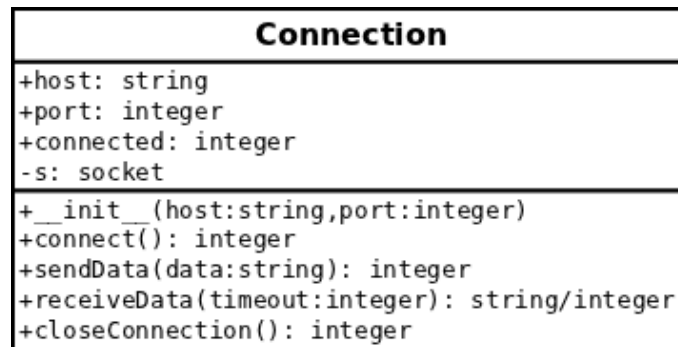 Connection
+host: string
+port: integer
+connected: integer
-s: socket
+__init__(host:string,port:integer)
+connect(): integer
+sendData(data:string): integer
+receiveData(timeout:integer): string/integer
+closeConnection(): integer